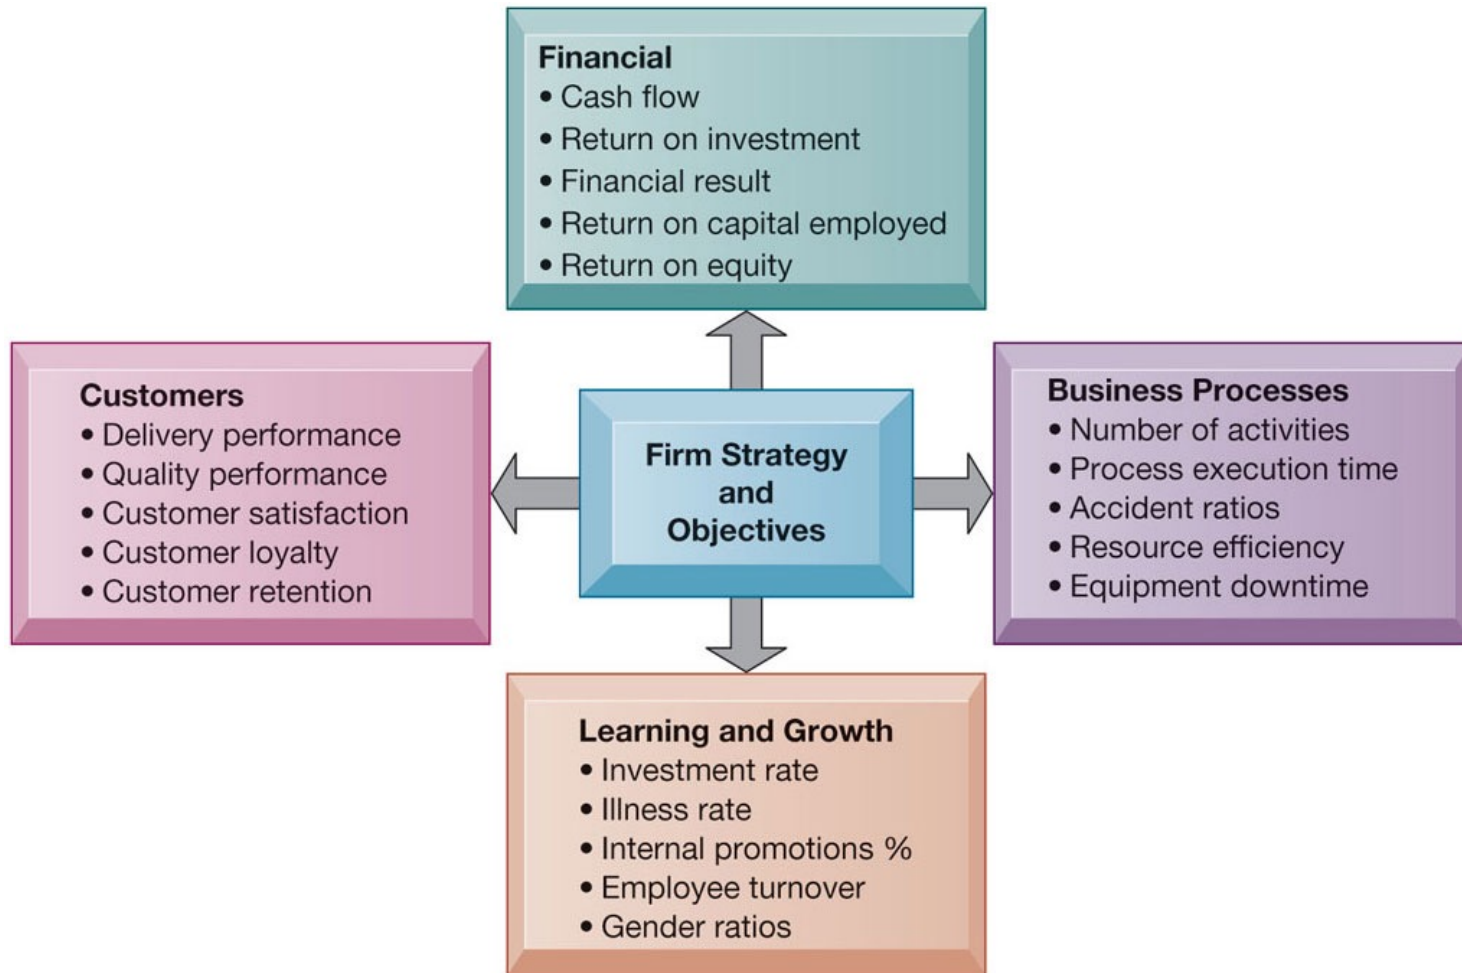 Financial
• Cash flow
• Return on investment
• Financial result
• Return on capital employed
• Return on equity
Customers
• Delivery performance
• Quality performance
• Customer satisfaction
• Customer loyalty
• Customer retention
Firm Strategy
and
Objectives
Business Processes
• Number of activities
• Process execution time
• Accident ratios
• Resource efficiency
• Equipment downtime
Learning and Growth
• Investment rate
• Illness rate
• Internal promotions %
• Employee turnover
• Gender ratios